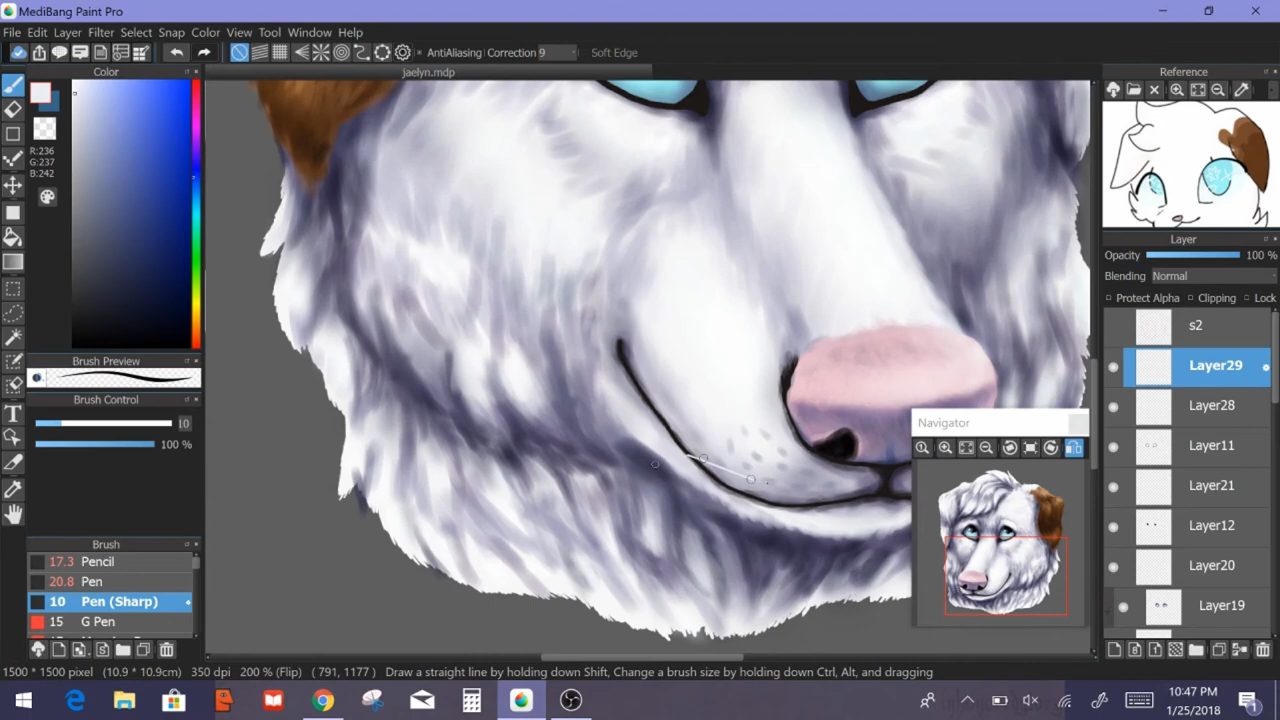 MediBang Paint Pro
File Edit Layer Filter Select Snap Color View Tool Window Help
AntiAliasing Correction 9 Soft Edge
Color
jaelyn.mdp
Reference
R:236
G:237
B:242
Layer
Opacity 100 %
Blending Normal
Protect Alpha Clipping Lock
s2
Brush Preview
Layer29
Brush Control
Layer28
10
100 %
Navigator
Layer11
Layer21
Layer12
Brush
17.3 Pencil
Layer20
20.8 Pen
10 Pen (Sharp)
Layer19
15 G Pen
1500 * 1500 pixel (10.9 * 10.9cm) 350 dpi 200 % (Flip) ( 791, 1177 ) Draw a straight line by holding down Shift, Change a brush size by holding down Ctrl, Alt, and dragging
10:47 PM
1/25/2018